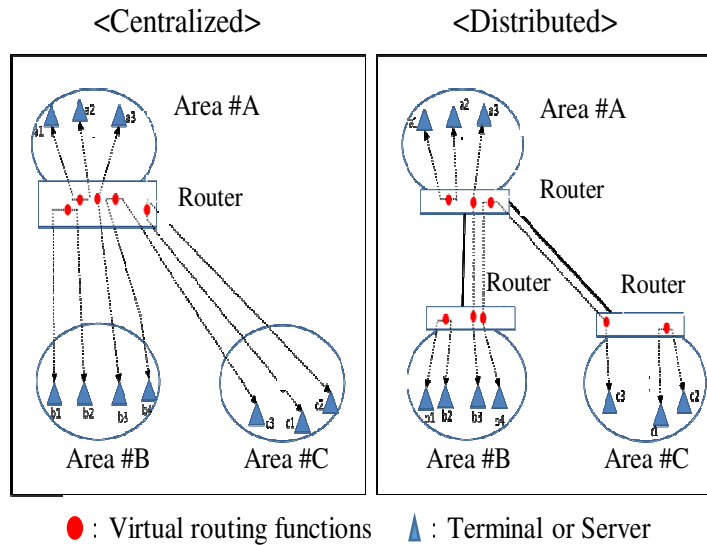 <Centralized> <Distributed>
a1 a2 a3 Area #A
Router
b1 b2 b3 b4
c3 c1 c2
Area #B Area #C
a2 a3 Area #A
Router
Router Router
b2 b3
c3 c2
Area #B Area #C
: Virtual routing functions : Terminal or Server